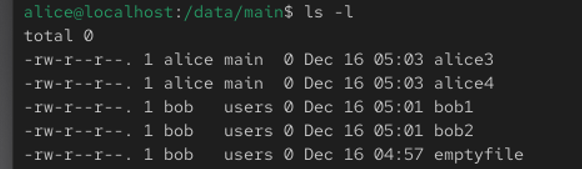 alice@localhost:/data/main$ ls -l
total 0
-rw-r--r--. 1 alice main  0 Dec 16 05:03 alice3
-rw-r--r--. 1 alice main  0 Dec 16 05:03 alice4
-rw-r--r--. 1 bob   users 0 Dec 16 05:01 bob1
-rw-r--r--. 1 bob   users 0 Dec 16 05:01 bob2
-rw-r--r--. 1 bob   users 0 Dec 16 04:57 emptyfile